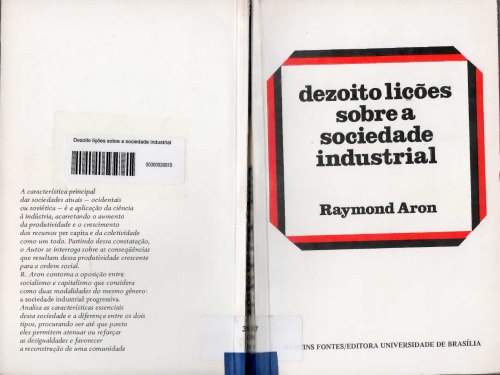 Dezoito lições sobre a sociedade industrial
00000026070
A característica principal
das sociedades atuais — ocidentais
ou soviética — é a aplicação da ciência
à indústria, acarretando o aumento
da produtividade e o crescimento
dos recursos per capita e da coletividade
como um todo. Partindo dessa constatação,
o Autor se interroga sobre as conseqüências
que resultam dessa produtividade crescente
para a ordem social.
R. Aron contorna a oposição entre
socialismo e capitalismo que considera
como duas modalidades do mesmo gênero:
a sociedade industrial progressiva.
Analisa as características essenciais
dessa sociedade e a diferença entre os dois
tipos, procurando ver até que ponto
eles permitem atenuar ou reforçar
as desigualdades e favorecer
a reconstrução de uma comunidade
dezoito lições
sobre a
sociedade
industrial
Raymond Aron
INS FONTES/EDITORA UNIVERSIDADE DE BRASÍLIA